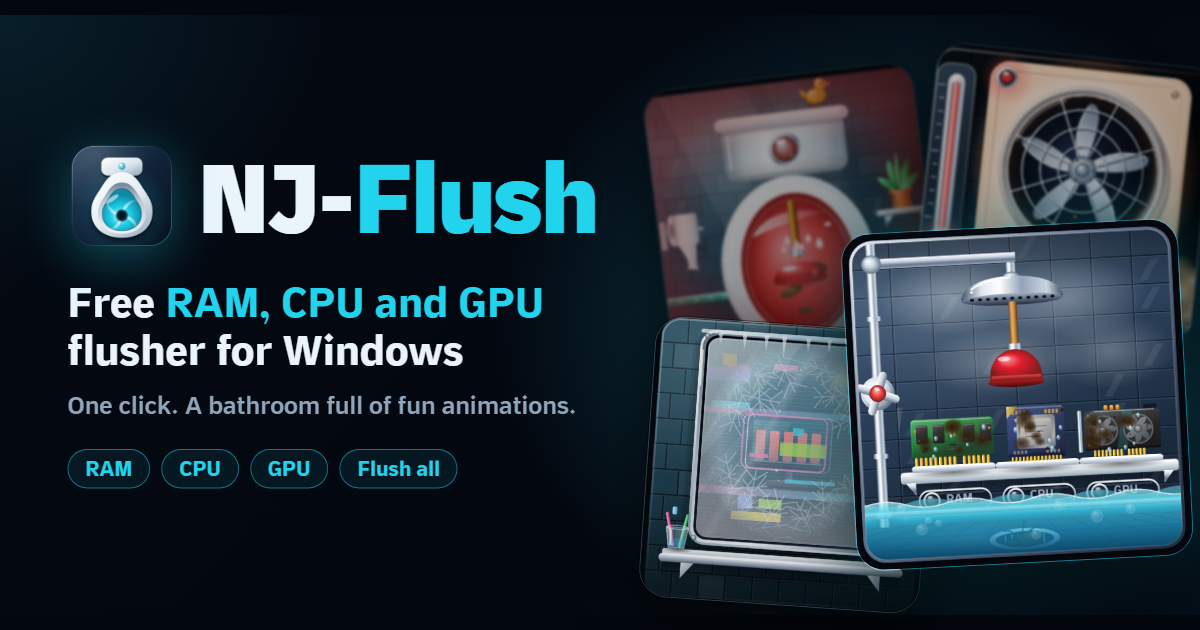 NJ-Flush
Free RAM, CPU and GPU
flusher for Windows
One click. A bathroom full of fun animations.
RAM CPU GPU Flush all
RAM CPU GPU